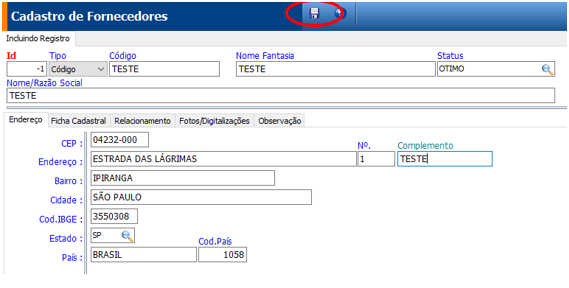 Cadastro de Fornecedores
Incluindo Registro
Id Tipo Código Nome Fantasia Status
-1 Código TESTE TESTE OTIMO
Nome/Razão Social
TESTE
Endereço Ficha Cadastral Relacionamento Fotos/Digitalizações Observação
CEP : 04232-000 Nº. Complemento
Endereço : ESTRADA DAS LÁGRIMAS 1 TESTE
Bairro : IPIRANGA
Cidade : SÃO PAULO
Cod.IBGE : 3550308
Estado : SP Cod.País
País : BRASIL 1058